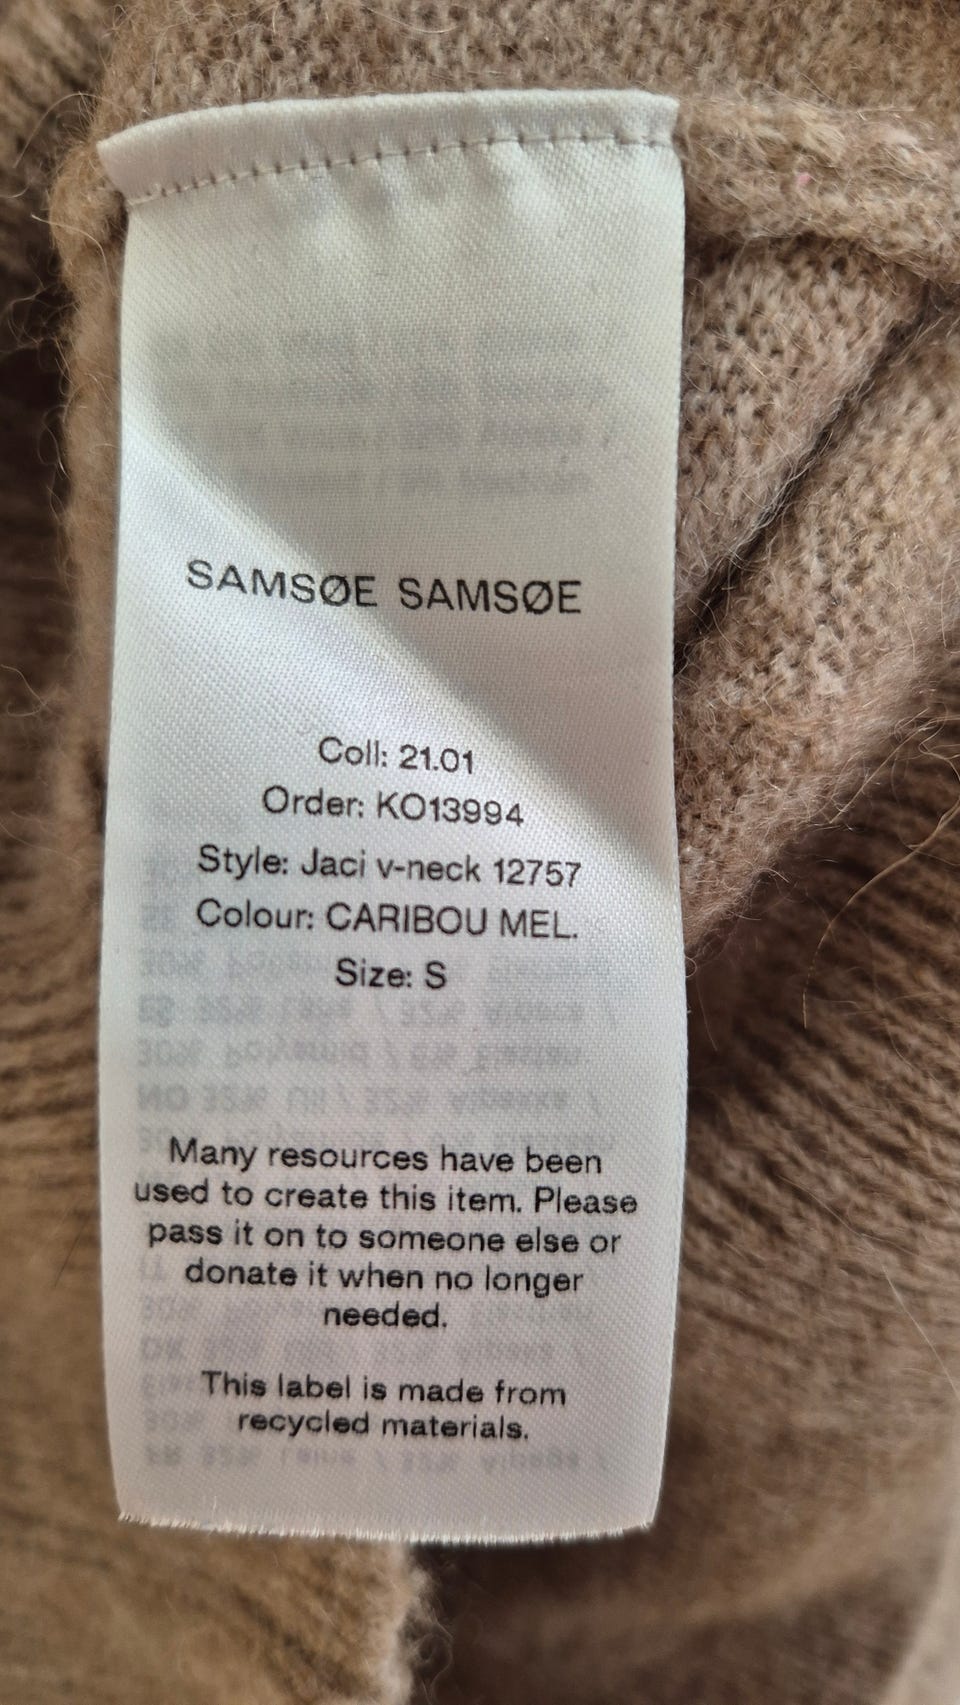 SAMSØE SAMSØE
Coll: 21.01
Order: KO13994
Style: Jaci v-neck 12757
Colour: CARIBOU MEL.
Size: S
Many resources have been
used to create this item. Please
pass it on to someone else or
donate it when no longer
needed.
This label is made from
recycled materials.